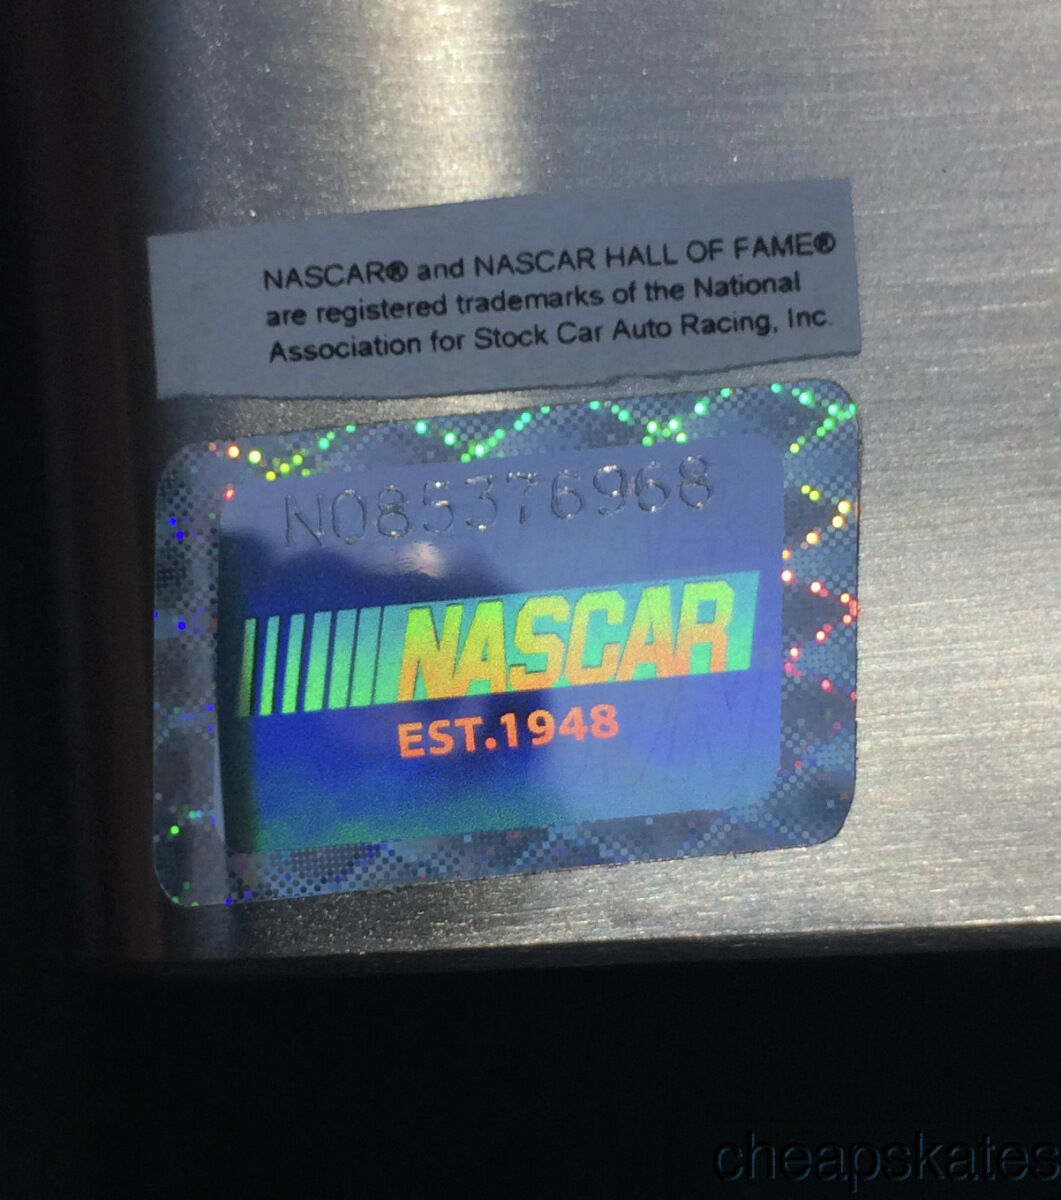 NASCAR® and NASCAR HALL OF FAME®
are registered trademarks of the National
Association for Stock Car Auto Racing, Inc.
N085376968
NASCAR
EST.1948
cheapskates